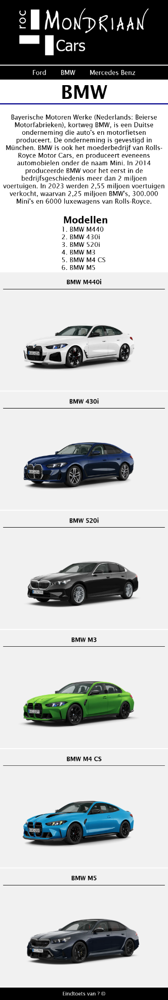 roc
MONDRIAAN
Cars
Ford BMW Mercedes Benz
BMW
Bayerische Motoren Werke (Nederlands: Beierse
Motorfabrieken), kortweg BMW, is een Duitse
onderneming die auto's en motorfietsen
produceert. De onderneming is gevestigd in
München. BMW is ook het moederbedrijf van Rolls-
Royce Motor Cars, en produceert eveneens
automobielen onder de naam Mini. In 2014
produceerde BMW voor het eerst in de
bedrijfsgeschiedenis meer dan 2 miljoen
voertuigen. In 2023 werden 2,55 miljoen voertuigen
verkocht, waarvan 2,25 miljoen BMW's, 300.000
Mini's en 6000 luxewagens van Rolls-Royce.
Modellen
1. BMW M440
2. BMW 430i
3. BMW 520i
4. BMW M3
5. BMW M4 CS
6. BMW M5
BMW M440i
BMW 430i
BMW 520i
BMW M3
BMW M4 CS
BMW M5
Eindtoets van ? ©